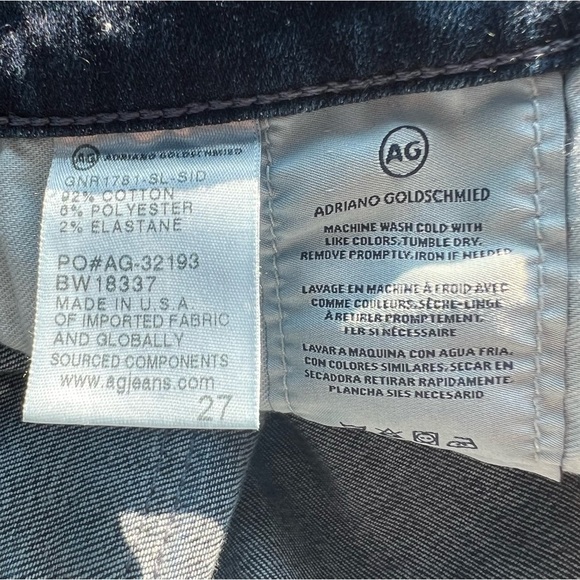 AG ADRIANO GOLDSCHMIED
GNR1781-SL-SID
92% COTTON
6% POLYESTER
2% ELASTANE
PO#AG-32193
BW18337
MADE IN U.S.A
OF IMPORTED FABRIC
AND GLOBALLY
SOURCED COMPONENTS
www.agjeans.com
27
AG
ADRIANO GOLDSCHMIED
MACHINE WASH COLD WITH
LIKE COLORS. TUMBLE DRY.
REMOVE PROMPTLY. IRON IF NEEDED
LAVAGE EN MACHINE À FROID AVEC
COMME COULEURS. SÈCHE-LINGE
À RETIRER PROMPTEMENT.
FER SI NÉCESSAIRE
LAVAR A MAQUINA CON AGUA FRIA.
CON COLORES SIMILARES. SECAR EN
SECADORA RETIRAR RAPIDAMENTE.
PLANCHA SIES NECESARIO